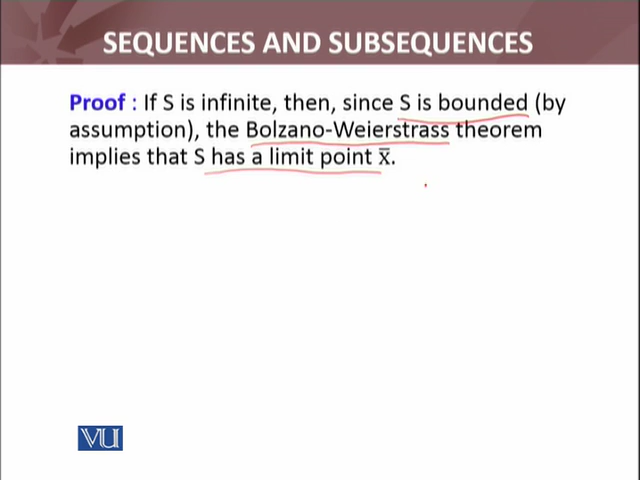 SEQUENCES AND SUBSEQUENCES
Proof : If S is infinite, then, since S is bounded (by
assumption), the Bolzano-Weierstrass theorem
implies that S has a limit point x̅.
VU